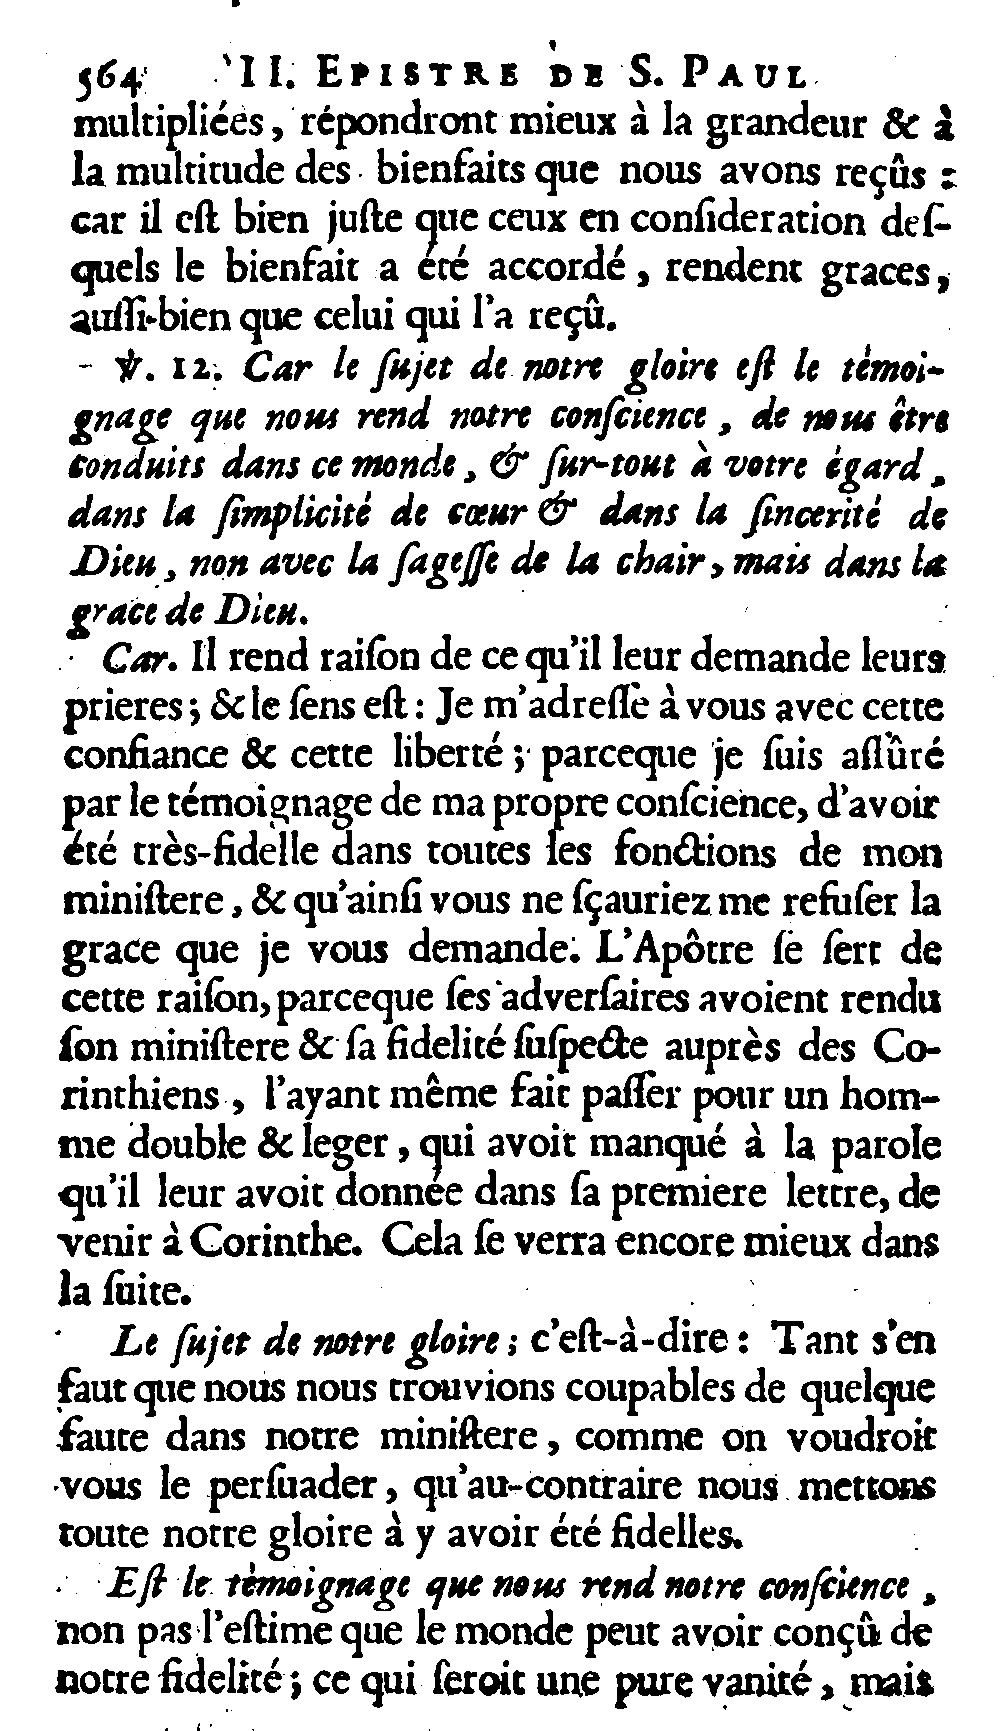 564 II. EPISTRE DE S. PAUL
multipliées, répondront mieux à la grandeur & à
la multitude des bienfaits que nous avons reçûs :
car il eſt bien juſte que ceux en conſideration deſ-
quels le bienfait a été accordé, rendent graces,
auſſi-bien que celui qui l'a reçû.
℣. 12. Car le ſujet de notre gloire eſt le témoi-
gnage que nous rend notre conſcience, de nous être
conduits dans ce monde, & ſur-tout à votre égard,
dans la ſimplicité de cœur & dans la ſincerité de
Dieu, non avec la ſageſſe de la chair, mais dans la
grace de Dieu.
Car. Il rend raiſon de ce qu'il leur demande leurs
prieres; & le ſens eſt : Je m'adreſſe à vous avec cette
confiance & cette liberté; parceque je ſuis aſſûré
par le témoignage de ma propre conſcience, d'avoir
été très-fidelle dans toutes les fonctions de mon
miniſtere, & qu'ainſi vous ne ſçauriez me refuſer la
grace que je vous demande. L'Apôtre ſe ſert de
cette raiſon, parceque ſes adverſaires avoient rendu
ſon miniſtere & ſa fidelité ſuſpecte auprès des Co-
rinthiens, l'ayant même fait paſſer pour un hom-
me double & leger, qui avoit manqué à la parole
qu'il leur avoit donnée dans ſa premiere lettre, de
venir à Corinthe. Cela ſe verra encore mieux dans
la ſuite.
Le ſujet de notre gloire; c'eſt-à-dire : Tant s'en
faut que nous nous trouvions coupables de quelque
faute dans notre miniſtere, comme on voudroit
vous le perſuader, qu'au-contraire nous mettons
toute notre gloire à y avoir été fidelles.
Eſt le témoignage que nous rend notre conſcience,
non pas l'eſtime que le monde peut avoir conçû de
notre fidelité; ce qui ſeroit une pure vanité, mais